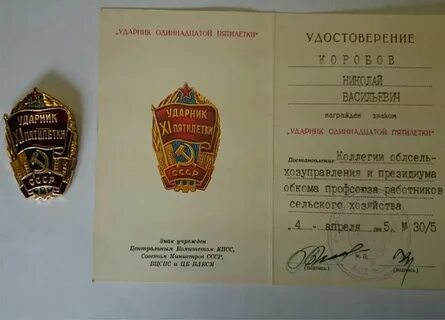 УДАРНИК
XI ПЯТИЛЕТКИ
СССР
"УДАРНИК ОДИННАДЦАТОЙ ПЯТИЛЕТКИ"
УДАРНИК
XI ПЯТИЛЕТКИ
СССР
Знак учрежден
Центральным Комитетом КПСС,
Советом Министров СССР,
ВЦСПС и ЦК ВЛКСМ
УДОСТОВЕРЕНИЕ
КОРОБОВ
НИКОЛАЙ
ВАСИЛЬЕВИЧ
награжден знаком
"УДАРНИК ОДИННАДЦАТОЙ ПЯТИЛЕТКИ"
Постановление Коллегии облсель-
хозуправления и президиума
обкома профсоюза работников
сельского хозяйства
"4" апреля 5. № 30/5
(подпись) М.П. (подпись)